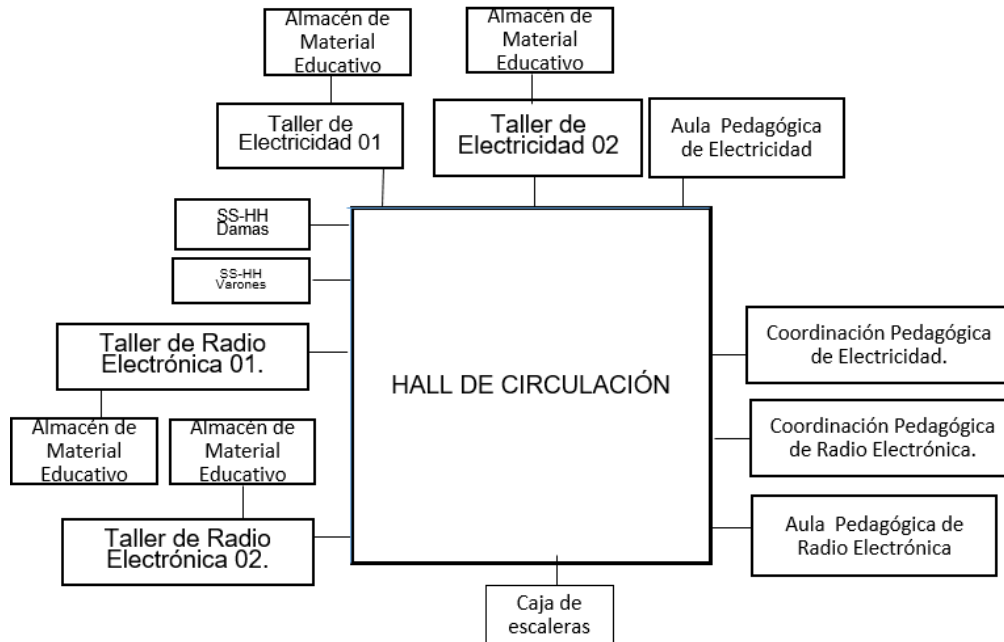 Almacén de
Material
Educativo
Almacén de
Material
Educativo
Taller de
Electricidad 01
Taller de
Electricidad 02
Aula Pedagógica
de Electricidad
SS-HH
Damas
SS-HH
Varones
Taller de Radio
Electrónica 01.
HALL DE CIRCULACIÓN
Coordinación Pedagógica
de Electricidad.
Almacén de
Material
Educativo
Almacén de
Material
Educativo
Coordinación Pedagógica
de Radio Electrónica.
Taller de Radio
Electrónica 02.
Aula Pedagógica de
Radio Electrónica
Caja de
escaleras